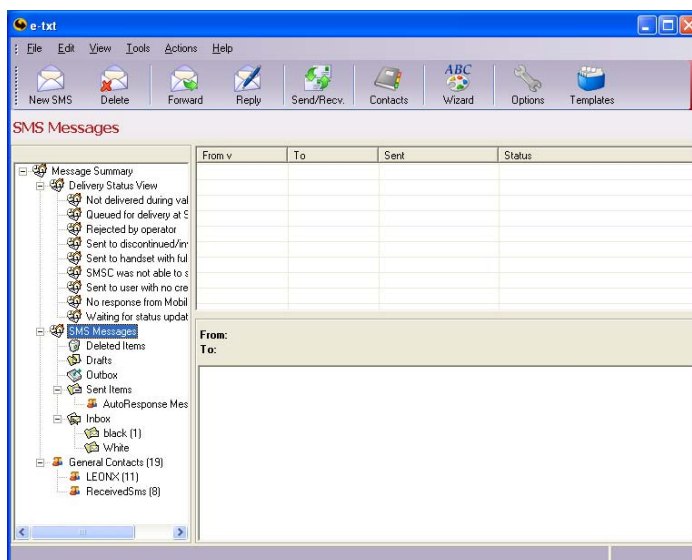 e-txt
File Edit View Tools Actions Help
New SMS Delete Forward Reply Send/Recv. Contacts ABC Wizard Options Templates
SMS Messages
From v To Sent Status
Message Summary
Delivery Status View
Not delivered during val
Queued for delivery at S
Rejected by operator
Sent to discontinued/in
Sent to handset with ful
SMSC was not able to s
Sent to user with no cre
No response from Mobil
Waiting for status updat
SMS Messages
Deleted Items
Drafts
Outbox
Sent Items
AutoResponse Mes
Inbox
black (1)
White
General Contacts (19)
LEONX (11)
ReceivedSms (8)
From:
To: